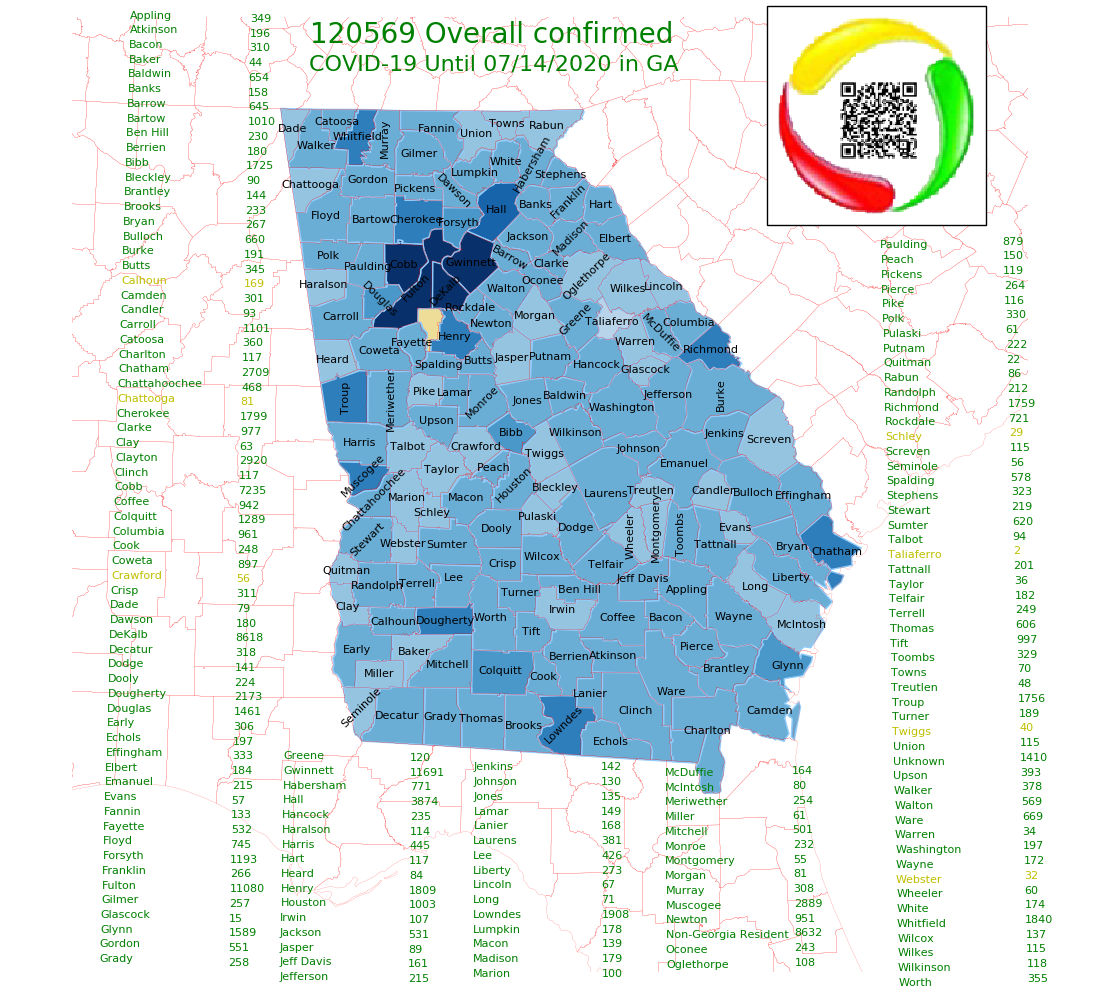 120569 Overall confirmed
COVID-19 Until 07/14/2020 in GA
Appling 349
Atkinson 196
Bacon 310
Baker 44
Baldwin 654
Banks 158
Barrow 645
Bartow 1010
Ben Hill 230
Berrien 180
Bibb 1725
Bleckley 90
Brantley 144
Brooks 233
Bryan 267
Bulloch 660
Burke 191
Butts 345
Calhoun 169
Camden 301
Candler 93
Carroll 1101
Catoosa 360
Charlton 117
Chatham 2709
Chattahoochee 468
Chattooga 81
Cherokee 1799
Clarke 977
Clay 63
Clayton 2920
Clinch 117
Cobb 7235
Coffee 942
Colquitt 1289
Columbia 961
Cook 248
Coweta 897
Crawford 56
Crisp 311
Dade 79
Dawson 180
DeKalb 8618
Decatur 318
Dodge 141
Dooly 224
Dougherty 2173
Douglas 1461
Early 306
Echols 197
Effingham 333
Elbert 184
Emanuel 215
Evans 57
Fannin 133
Fayette 532
Floyd 745
Forsyth 1193
Franklin 266
Fulton 11080
Gilmer 257
Glascock 15
Glynn 1589
Gordon 551
Grady 258
Greene 120
Gwinnett 11691
Habersham 771
Hall 3874
Hancock 235
Haralson 114
Harris 445
Hart 117
Heard 84
Henry 1809
Houston 1003
Irwin 107
Jackson 531
Jasper 89
Jeff Davis 161
Jefferson 215
Jenkins 142
Johnson 130
Jones 135
Lamar 149
Lanier 168
Laurens 381
Lee 426
Liberty 273
Lincoln 67
Long 71
Lowndes 1908
Lumpkin 178
Macon 139
Madison 179
Marion 100
McDuffie 164
McIntosh 80
Meriwether 254
Miller 61
Mitchell 501
Monroe 232
Montgomery 55
Morgan 81
Murray 308
Muscogee 2889
Newton 951
Non-Georgia Resident 8632
Oconee 243
Oglethorpe 108
Paulding 879
Peach 150
Pickens 119
Pierce 264
Pike 116
Polk 330
Pulaski 61
Putnam 222
Quitman 22
Rabun 86
Randolph 212
Richmond 1759
Rockdale 721
Schley 29
Screven 115
Seminole 56
Spalding 578
Stephens 323
Stewart 219
Sumter 620
Talbot 94
Taliaferro 2
Tattnall 201
Taylor 36
Telfair 182
Terrell 249
Thomas 606
Tift 997
Toombs 329
Towns 70
Treutlen 48
Troup 1756
Turner 189
Twiggs 40
Union 115
Unknown 1410
Upson 393
Walker 378
Walton 569
Ware 669
Warren 34
Washington 197
Wayne 172
Webster 32
Wheeler 60
White 174
Whitfield 1840
Wilcox 137
Wilkes 115
Wilkinson 118
Worth 355
Dade
Catoosa
Whitfield
Walker
Murray
Fannin
Gilmer
Union
Towns
Rabun
White
Lumpkin
Habersham
Stephens
Chattooga
Gordon
Pickens
Dawson
Floyd
Bartow
Cherokee
Forsyth
Hall
Banks
Franklin
Hart
Jackson
Madison
Elbert
Polk
Paulding
Cobb
Gwinnett
Barrow
Clarke
Oconee
Oglethorpe
Wilkes
Lincoln
Haralson
Douglas
Fulton
DeKalb
Walton
Rockdale
Carroll
Newton
Morgan
Greene
Taliaferro
McDuffie
Columbia
Fayette
Henry
Warren
Richmond
Heard
Coweta
Spalding
Butts
Jasper
Putnam
Hancock
Glascock
Troup
Meriwether
Pike
Lamar
Monroe
Jones
Baldwin
Washington
Jefferson
Burke
Upson
Bibb
Wilkinson
Jenkins
Screven
Harris
Talbot
Crawford
Twiggs
Johnson
Emanuel
Muscogee
Taylor
Peach
Houston
Bleckley
Laurens
Treutlen
Candler
Bulloch
Effingham
Chattahoochee
Marion
Macon
Schley
Pulaski
Dodge
Wheeler
Montgomery
Toombs
Evans
Tattnall
Bryan
Chatham
Stewart
Webster
Sumter
Dooly
Wilcox
Telfair
Quitman
Randolph
Terrell
Lee
Crisp
Turner
Ben Hill
Jeff Davis
Appling
Long
Liberty
Clay
Calhoun
Dougherty
Worth
Irwin
Coffee
Bacon
Wayne
McIntosh
Tift
Early
Baker
Mitchell
Colquitt
Berrien
Atkinson
Pierce
Brantley
Glynn
Miller
Cook
Lanier
Ware
Seminole
Decatur
Grady
Thomas
Brooks
Lowndes
Clinch
Echols
Charlton
Camden